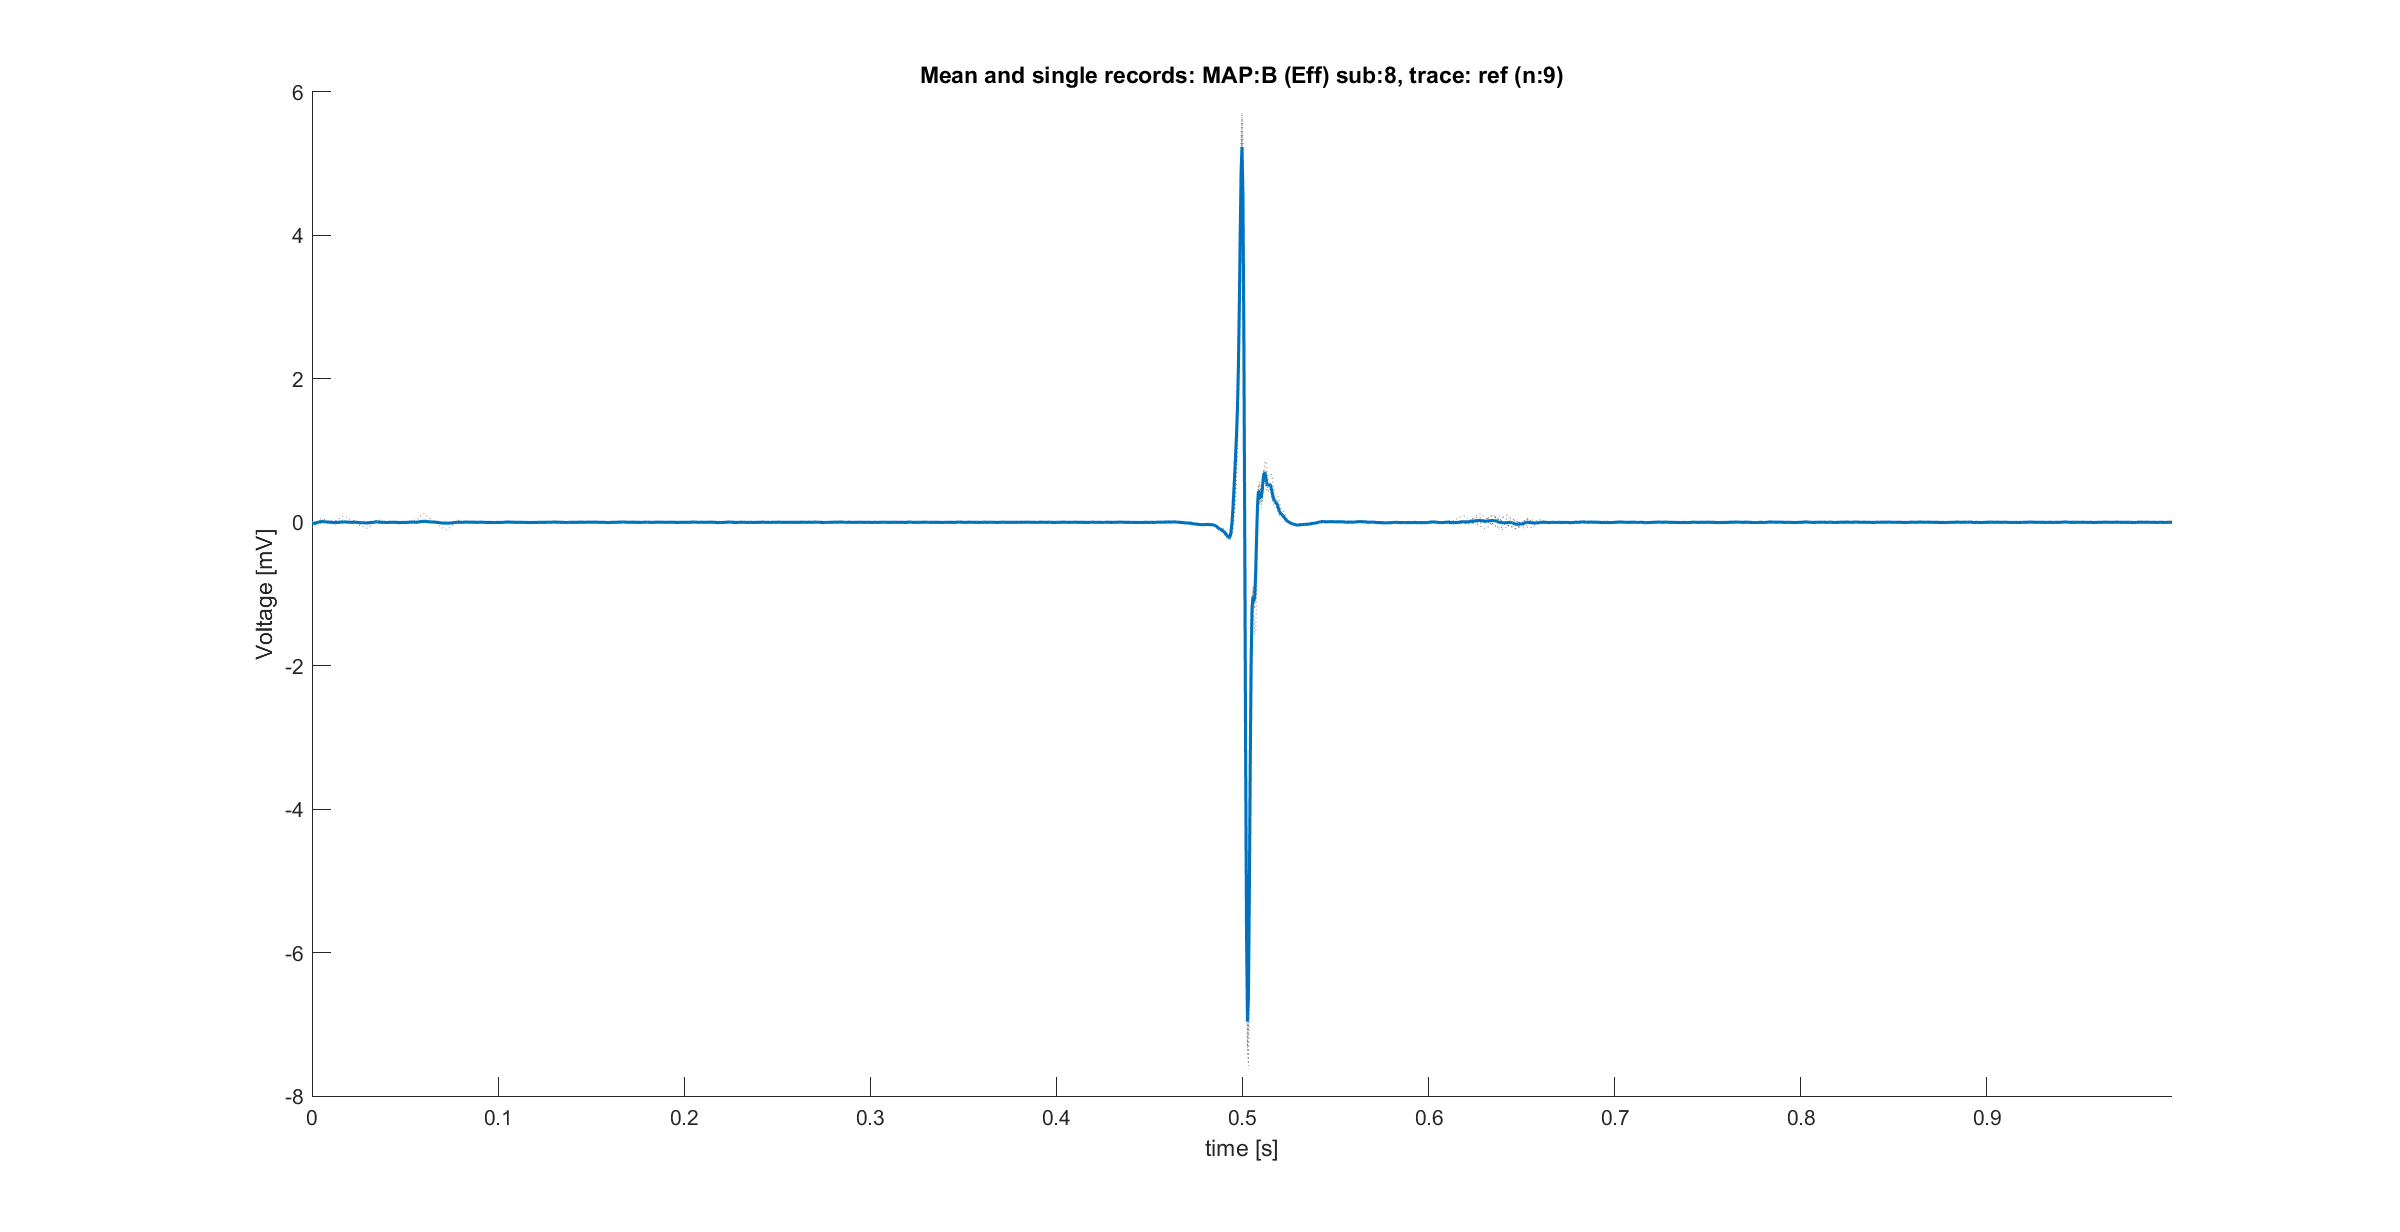 Mean and single records: MAP:B (Eff) sub:8, trace: ref (n:9)
6
4
2
0
-2
-4
-6
-8
Voltage [mV]
0 0.1 0.2 0.3 0.4 0.5 0.6 0.7 0.8 0.9
time [s]